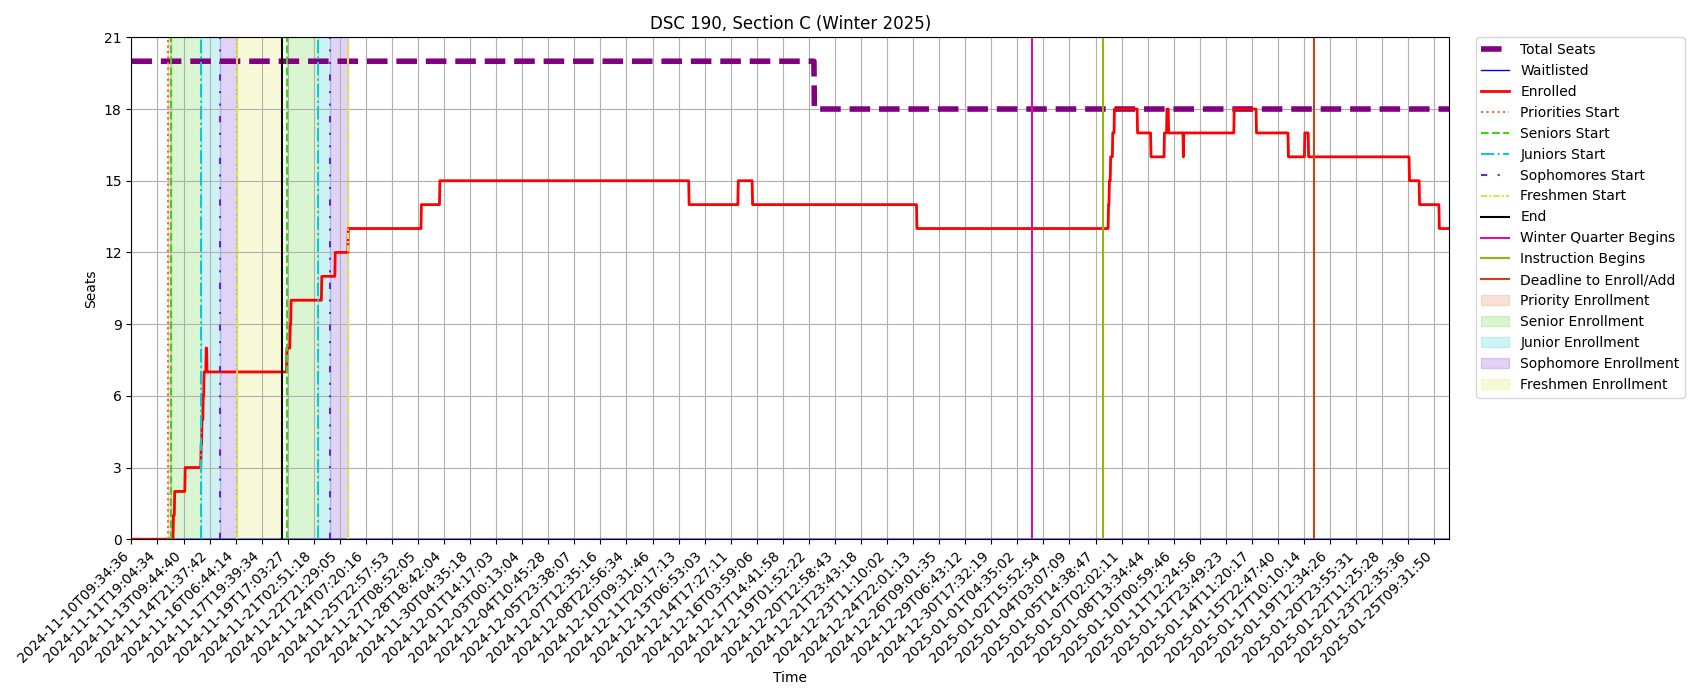 DSC 190, Section C (Winter 2025)
21
18
15
12
9
6
3
0
Seats
2024-11-10T09:34:36
2024-11-11T19:04:34
2024-11-13T09:44:40
2024-11-14T21:37:42
2024-11-16T06:44:14
2024-11-17T19:39:34
2024-11-19T17:03:27
2024-11-21T02:51:18
2024-11-22T21:29:05
2024-11-24T07:20:16
2024-11-25T22:57:53
2024-11-27T08:52:05
2024-11-28T18:42:04
2024-11-30T04:35:18
2024-12-01T14:17:03
2024-12-03T00:13:04
2024-12-04T10:45:28
2024-12-05T23:38:07
2024-12-07T12:35:16
2024-12-08T22:56:34
2024-12-10T09:31:46
2024-12-11T20:17:13
2024-12-13T06:53:03
2024-12-14T17:27:11
2024-12-16T03:59:06
2024-12-17T14:41:58
2024-12-19T01:52:22
2024-12-20T12:58:43
2024-12-21T23:43:18
2024-12-23T11:10:02
2024-12-24T22:01:13
2024-12-26T09:01:35
2024-12-29T06:43:12
2024-12-30T17:32:19
2025-01-01T04:35:02
2025-01-02T15:52:54
2025-01-04T03:07:09
2025-01-05T14:38:47
2025-01-07T02:02:11
2025-01-08T13:34:44
2025-01-10T00:59:46
2025-01-11T12:24:56
2025-01-12T23:49:23
2025-01-14T11:20:17
2025-01-15T22:47:40
2025-01-17T10:10:14
2025-01-19T12:34:26
2025-01-20T23:55:31
2025-01-22T11:25:28
2025-01-23T22:35:36
2025-01-25T09:31:50
Time
Total Seats
Waitlisted
Enrolled
Priorities Start
Seniors Start
Juniors Start
Sophomores Start
Freshmen Start
End
Winter Quarter Begins
Instruction Begins
Deadline to Enroll/Add
Priority Enrollment
Senior Enrollment
Junior Enrollment
Sophomore Enrollment
Freshmen Enrollment